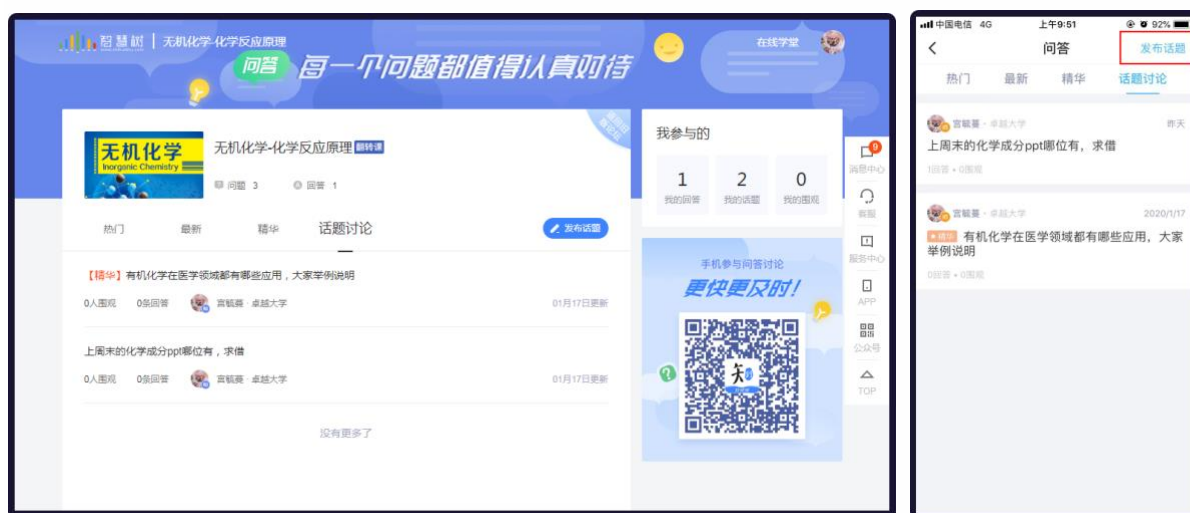 智慧树 | 无机化学-化学反应原理
问答 每一个问题都值得认真对待
在线学堂
无机化学
Inorganic Chemistry
无机化学-化学反应原理 翻转课
问题 3 回答 1
热门 最新 精华 话题讨论
发布话题
【精华】有机化学在医学领域都有哪些应用，大家举例说明
0人围观 0条回答 宫毓蔓·卓越大学 01月17日更新
上周末的化学成分ppt哪位有，求借
0人围观 0条回答 宫毓蔓·卓越大学 01月17日更新
没有更多了
我参与的
1 2 0
我的回答 我的话题 我的围观
手机参与问答讨论
更快更及时!
知
9
消息中心
客服
服务中心
APP
公众号
TOP
中国电信 4G 上午9:51 92%
问答 发布话题
热门 最新 精华 话题讨论
宫毓蔓·卓越大学 昨天
上周末的化学成分ppt哪位有，求借
1回答 • 0围观
宫毓蔓·卓越大学 2020/1/17
精华 有机化学在医学领域都有哪些应用，大家
举例说明
0回答 • 0围观